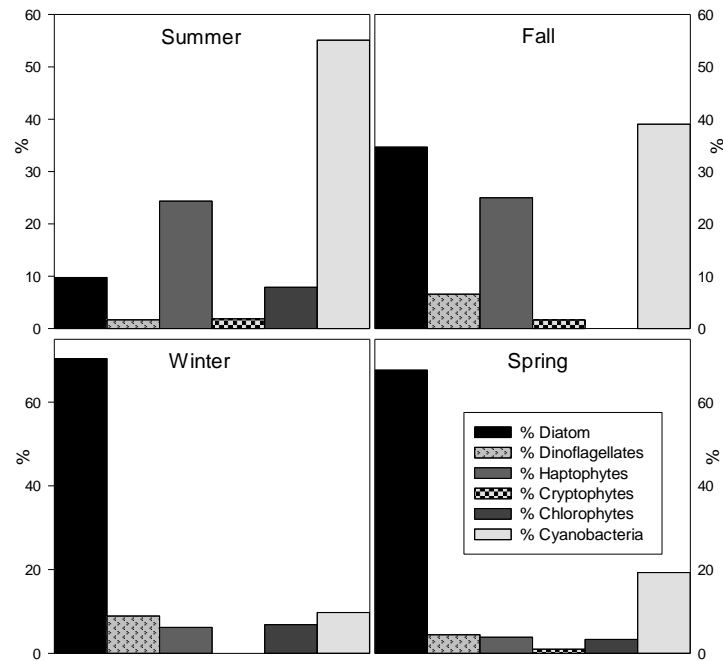 Summer
Fall
60
50
40
30
20
10
0
%
60
50
40
30
20
10
0
%
Winter
Spring
60
40
20
0
%
60
40
20
0
%
% Diatom
% Dinoflagellates
% Haptophytes
% Cryptophytes
% Chlorophytes
% Cyanobacteria